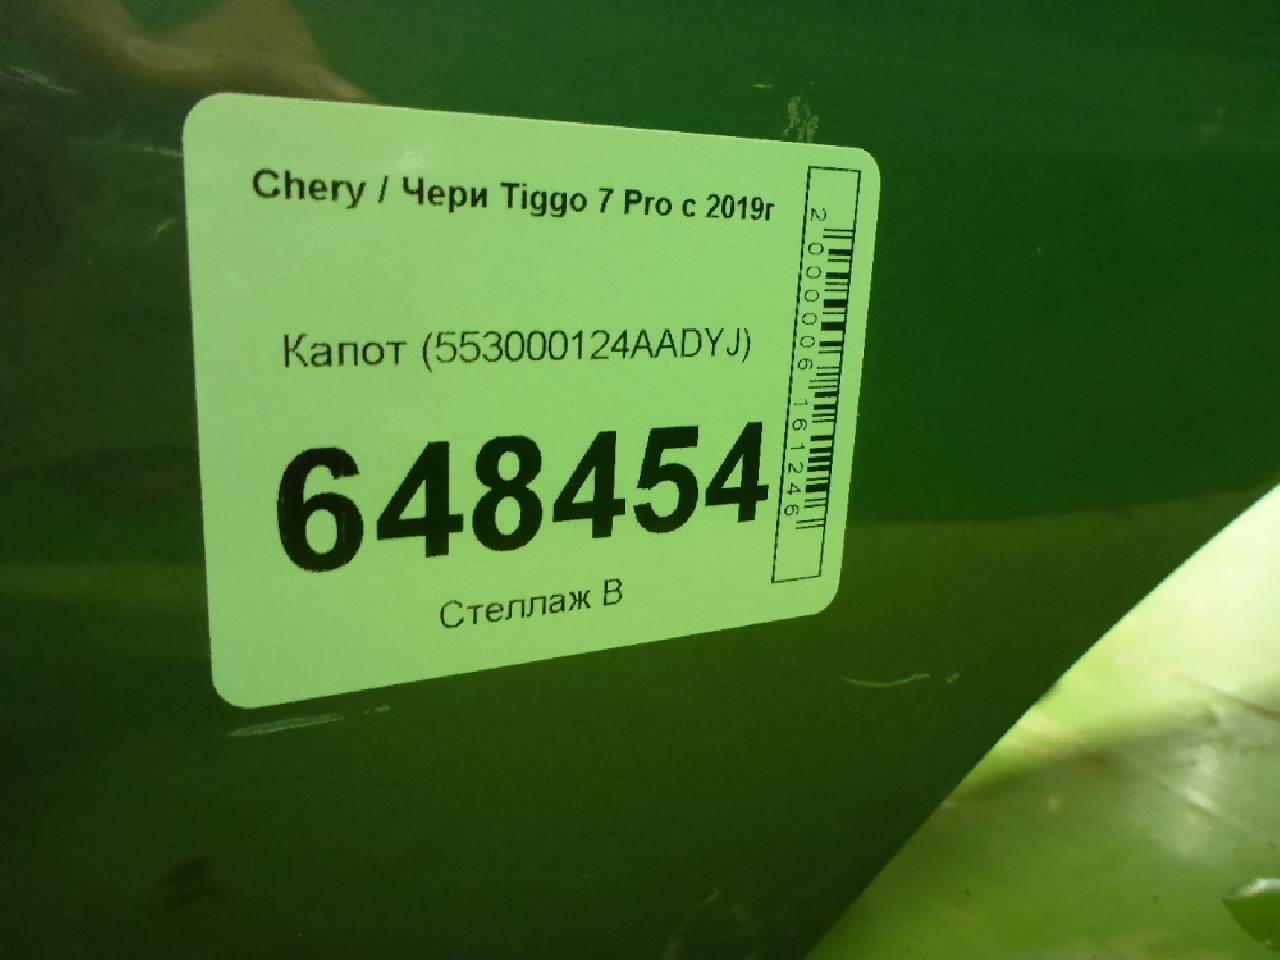 Chery / Чери Tiggo 7 Pro с 2019г
Капот (553000124AADYJ)
648454
Стеллаж В
2000006161246